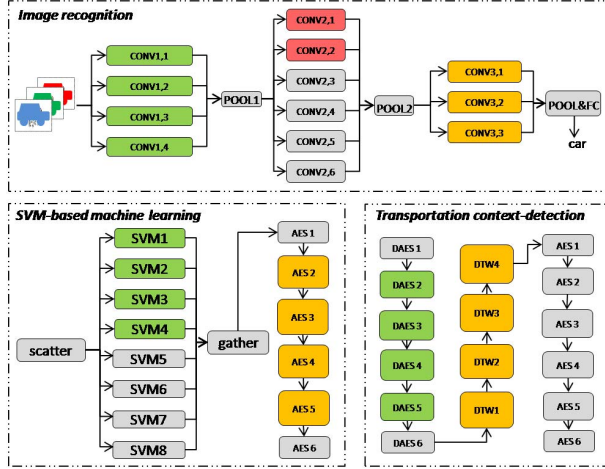 Image recognition
CONV1,1
CONV1,2
CONV1,3
CONV1,4
POOL1
CONV2,1
CONV2,2
CONV2,3
CONV2,4
CONV2,5
CONV2,6
POOL2
CONV3,1
CONV3,2
CONV3,3
POOL&FC
car
SVM-based machine learning
scatter
SVM1
SVM2
SVM3
SVM4
SVM5
SVM6
SVM7
SVM8
gather
AES 1
AES 2
AES 3
AES 4
AES 5
AES 6
Transportation context-detection
DAES 1
DAES 2
DAES 3
DAES 4
DAES 5
DAES 6
DTW4
DTW3
DTW2
DTW1
AES 1
AES 2
AES 3
AES 4
AES 5
AES 6